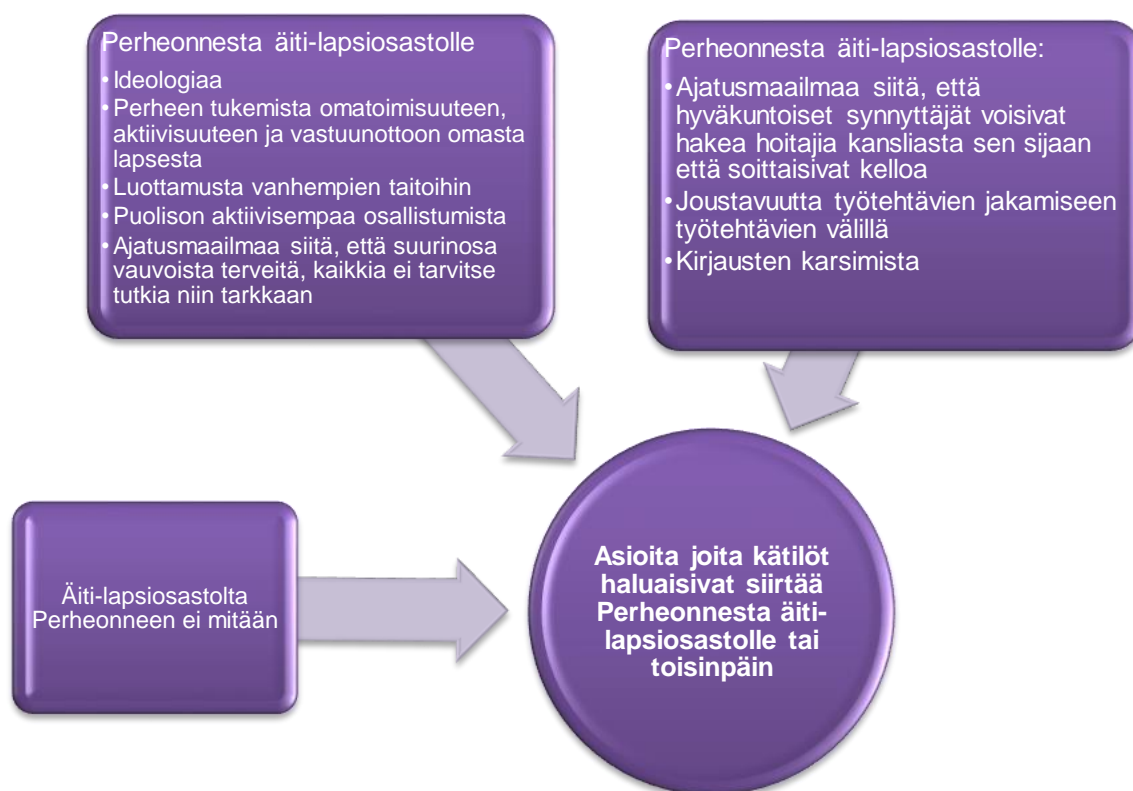 Perheonnesta äiti-lapsiosastolle
•Ideologiaa
•Perheen tukemista omatoimisuuteen,
aktiivisuuteen ja vastuunottoon omasta
lapsesta
•Luottamusta vanhempien taitoihin
•Puolison aktiivisempaa osallistumista
•Ajatusmaailmaa siitä, että suurinosa
vauvoista terveitä, kaikkia ei tarvitse
tutkia niin tarkkaan
Perheonnesta äiti-lapsiosastolle:
•Ajatusmaailmaa siitä, että
hyväkuntoiset synnyttäjät voisivat
hakea hoitajia kansliasta sen sijaan
että soittaisivat kelloa
•Joustavuutta työtehtävien jakamiseen
työtehtävien välillä
•Kirjausten karsimista
Äiti-lapsiosastolta
Perheonneen ei mitään
Asioita joita kätilöt
haluaisivat siirtää
Perheonnesta äiti-
lapsiosastolle tai
toisinpäin